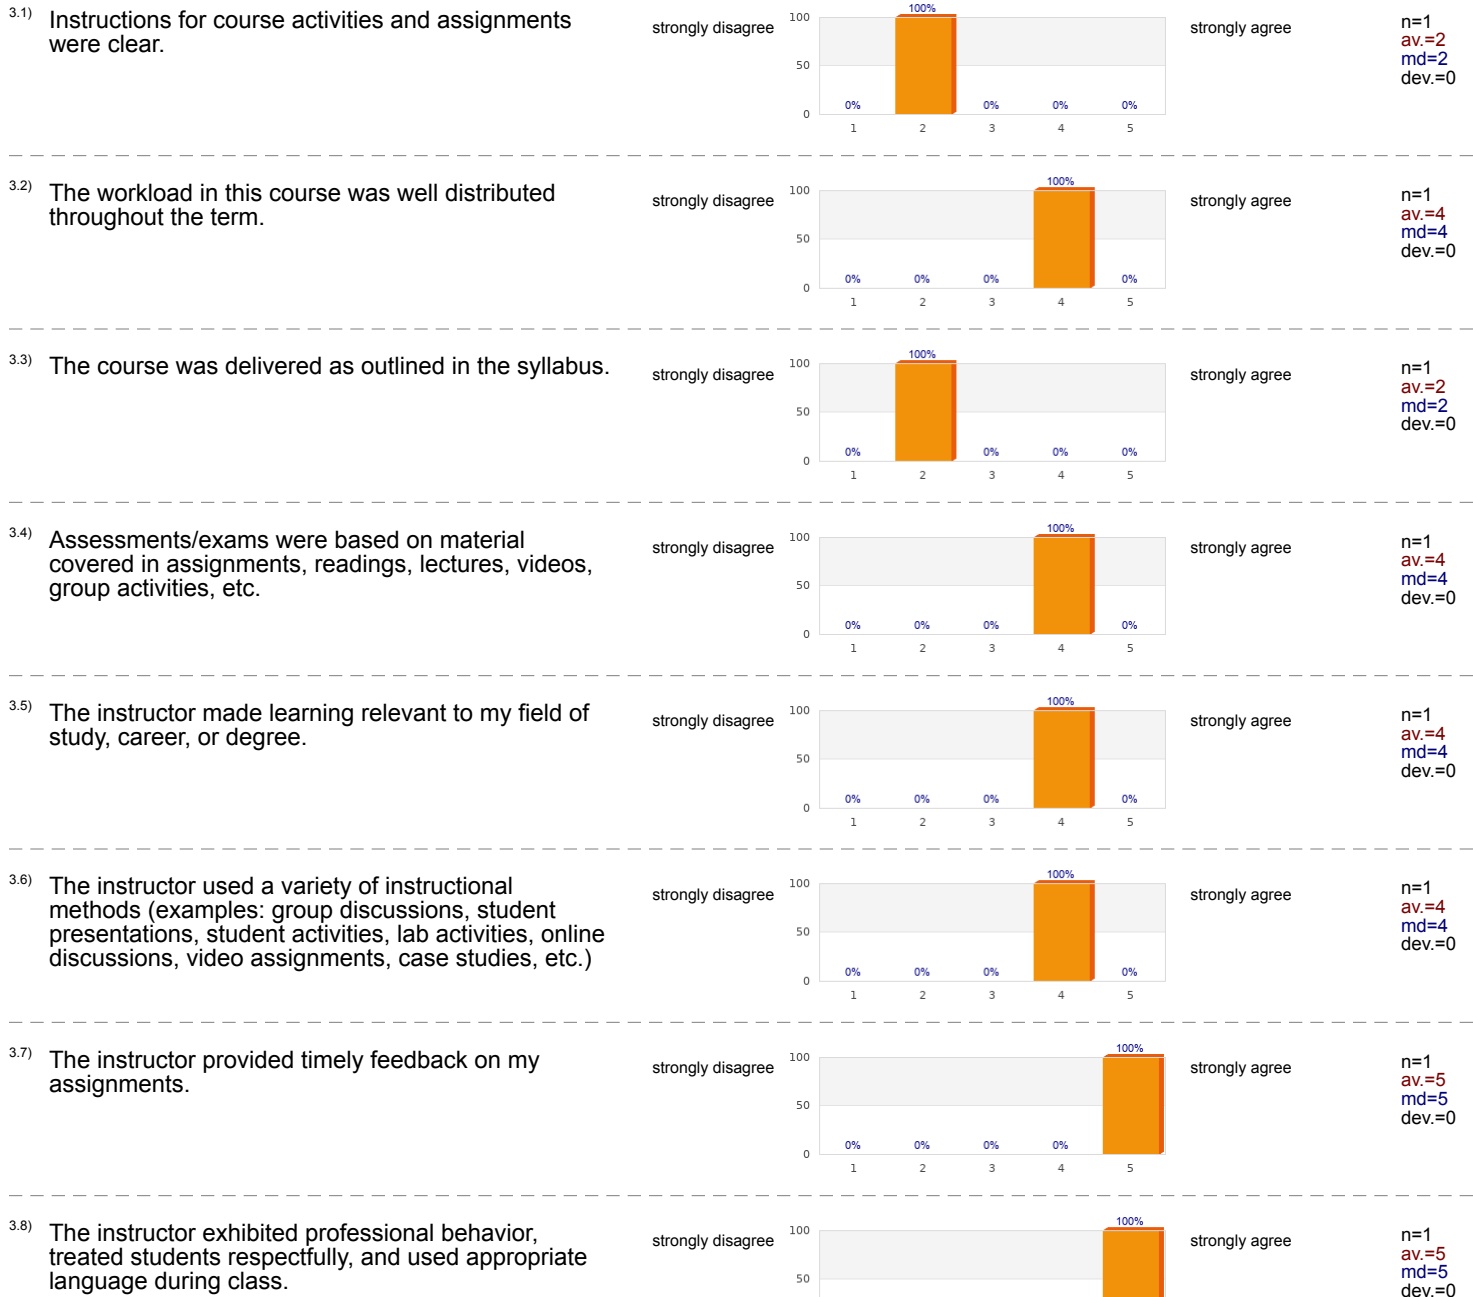 3.1) Instructions for course activities and assignments
were clear.
strongly disagree
100
50
0
100%
0% 0% 0% 0%
1 2 3 4 5
strongly agree
n=1
av.=2
md=2
dev.=0
3.2) The workload in this course was well distributed
throughout the term.
strongly disagree
100
50
0
100%
0% 0% 0% 0%
1 2 3 4 5
strongly agree
n=1
av.=4
md=4
dev.=0
3.3) The course was delivered as outlined in the syllabus.
strongly disagree
100
50
0
100%
0% 0% 0% 0%
1 2 3 4 5
strongly agree
n=1
av.=2
md=2
dev.=0
3.4) Assessments/exams were based on material
covered in assignments, readings, lectures, videos,
group activities, etc.
strongly disagree
100
50
0
100%
0% 0% 0% 0%
1 2 3 4 5
strongly agree
n=1
av.=4
md=4
dev.=0
3.5) The instructor made learning relevant to my field of
study, career, or degree.
strongly disagree
100
50
0
100%
0% 0% 0% 0%
1 2 3 4 5
strongly agree
n=1
av.=4
md=4
dev.=0
3.6) The instructor used a variety of instructional
methods (examples: group discussions, student
presentations, student activities, lab activities, online
discussions, video assignments, case studies, etc.)
strongly disagree
100
50
0
100%
0% 0% 0% 0%
1 2 3 4 5
strongly agree
n=1
av.=4
md=4
dev.=0
3.7) The instructor provided timely feedback on my
assignments.
strongly disagree
100
50
0
100%
0% 0% 0% 0%
1 2 3 4 5
strongly agree
n=1
av.=5
md=5
dev.=0
3.8) The instructor exhibited professional behavior,
treated students respectfully, and used appropriate
language during class.
strongly disagree
100
50
100%
strongly agree
n=1
av.=5
md=5
dev.=0